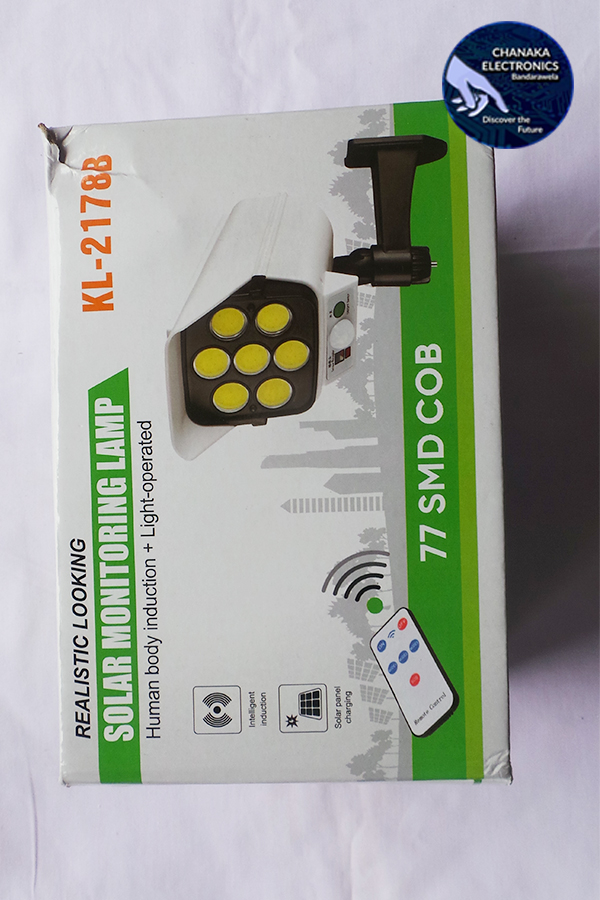 CHANAKA
ELECTRONICS
Bandarawela
Discover the
Future
KL-2178B
REALISTIC LOOKING
SOLAR MONITORING LAMP
Human body induction + Light-operated
77 SMD COB
Intelligent
induction
Solar panel
charging
Remote Control